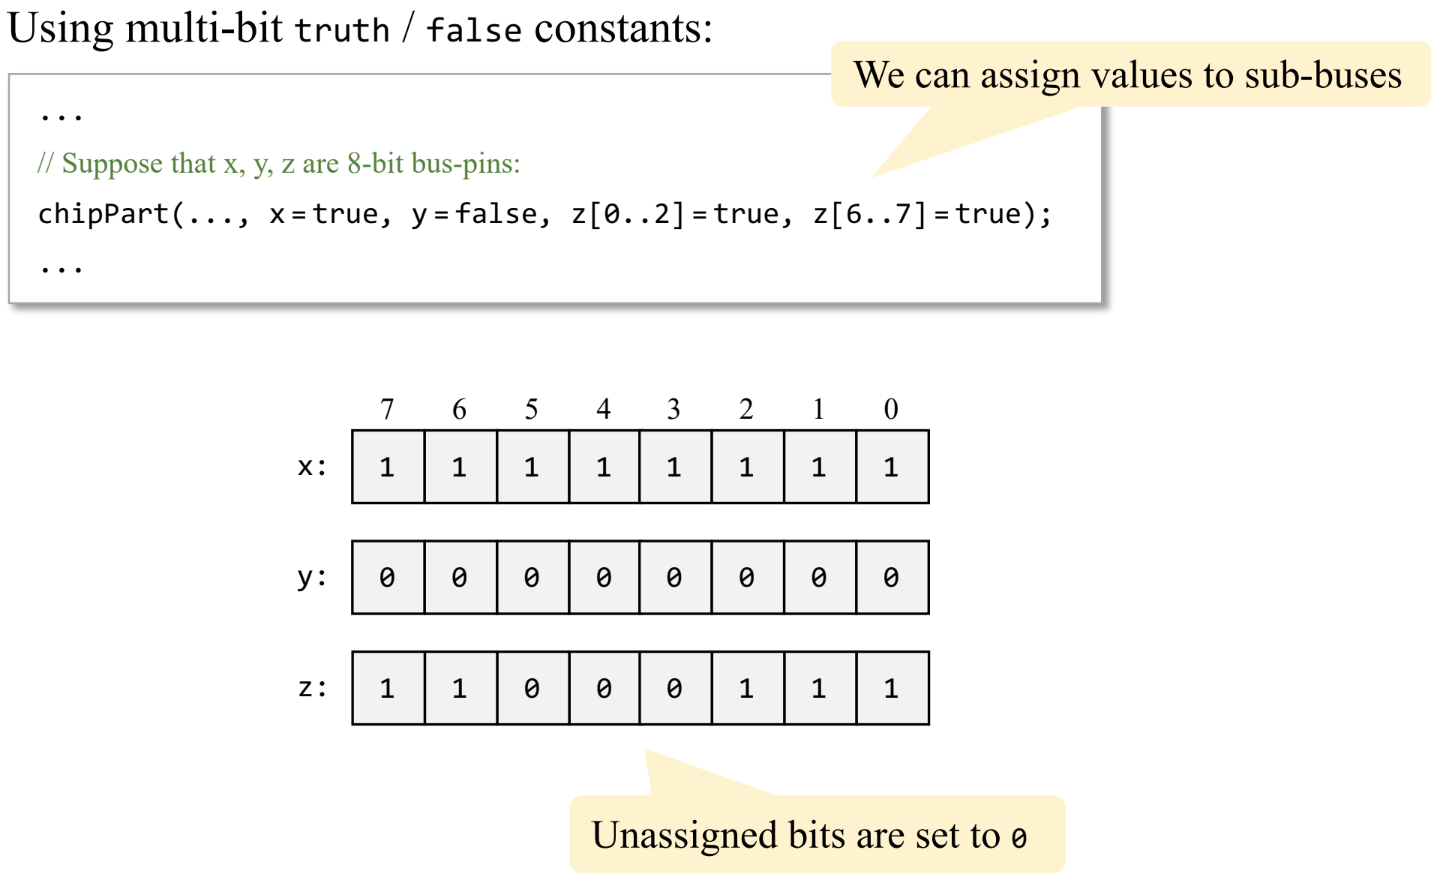 Using multi-bit truth / false constants:
We can assign values to sub-buses
...
// Suppose that x, y, z are 8-bit bus-pins:
chipPart(..., x=true, y=false, z[0..2]=true, z[6..7]=true);
...
7 6 5 4 3 2 1 0
x: 1 1 1 1 1 1 1 1
y: 0 0 0 0 0 0 0 0
z: 1 1 0 0 0 1 1 1
Unassigned bits are set to 0